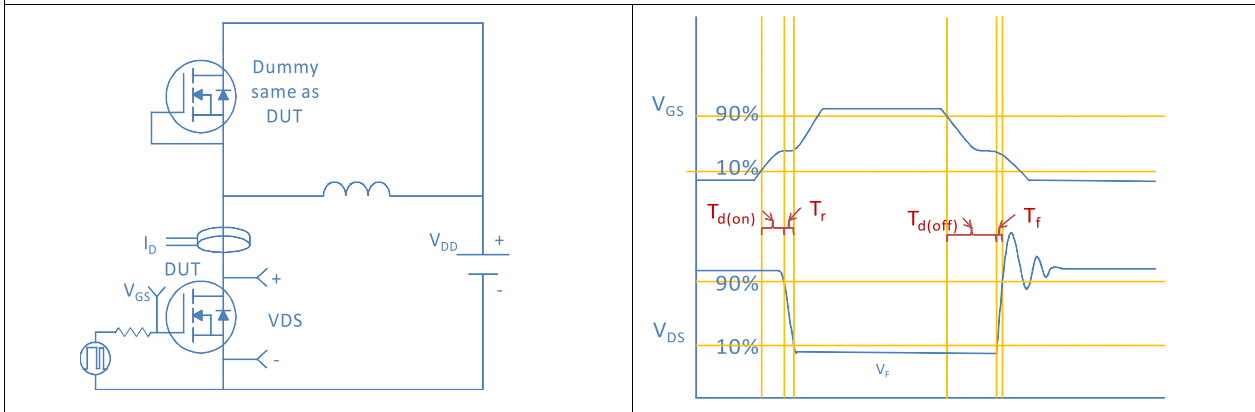 Dummy
same as
DUT
I_D
V_DD
+
-
DUT
+
V_GS
VDS
-
V_GS
90%
10%
T_d(on)
T_r
T_d(off)
T_f
90%
V_DS
10%
V_F